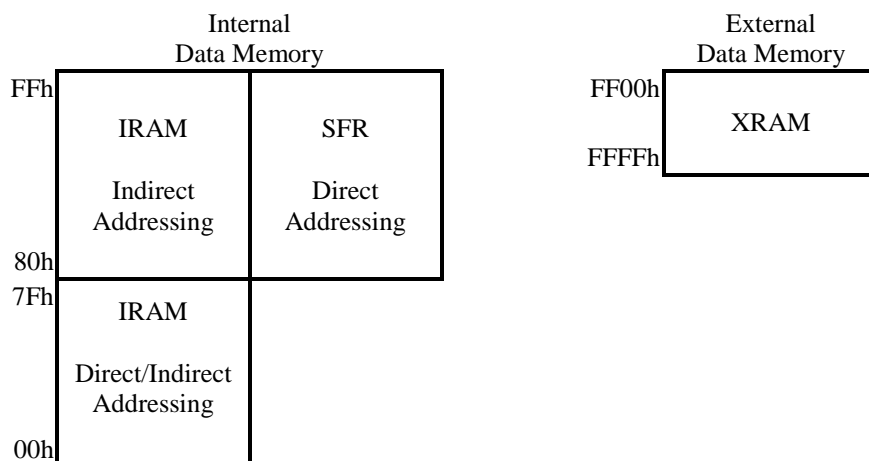 Internal
Data Memory
FFh
IRAM
Indirect
Addressing
80h
SFR
Direct
Addressing
7Fh
IRAM
Direct/Indirect
Addressing
00h
External
Data Memory
FF00h
XRAM
FFFFh